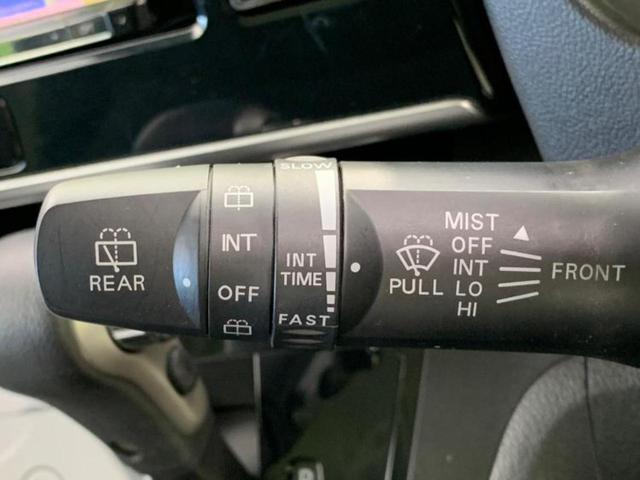 REAR
INT
OFF
SLOW
INT
TIME
FAST
PULL
MIST
OFF
INT
LO
HI
FRONT